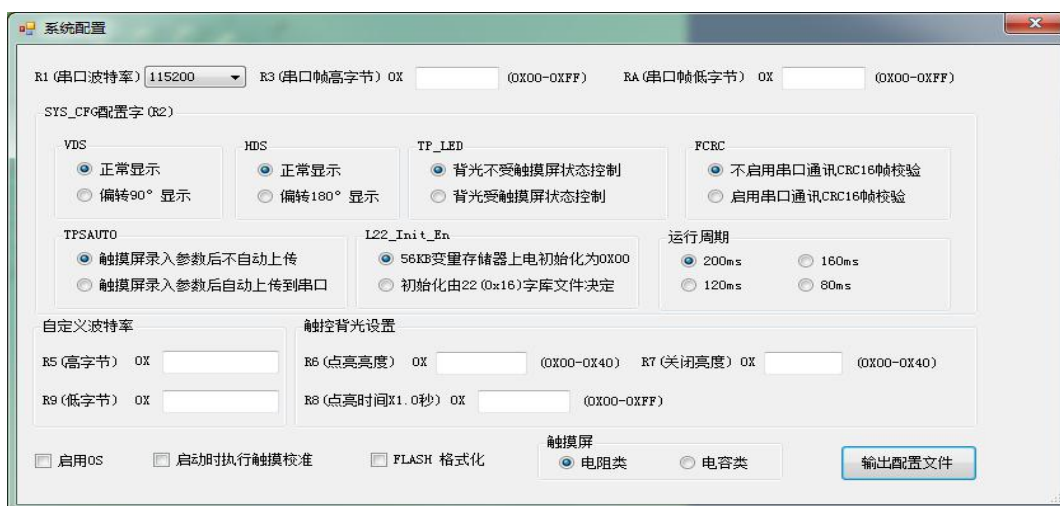 系统配置
R1(串口波特率) 115200 R3(串口帧高字节) 0X (0X00-0XFF) RA(串口帧低字节) 0X (0X00-0XFF)
SYS_CFG配置字(R2)
VDS HDS TP_LED FCRC
正常显示 正常显示 背光不受触摸屏状态控制 不启用串口通讯CRC16帧校验
偏转90° 显示 偏转180° 显示 背光受触摸屏状态控制 启用串口通讯CRC16帧校验
TPSAUTO L22_Init_En 运行周期
触摸屏录入参数后不自动上传 56KB变量存储器上电初始化为0X00 200ms 160ms
触摸屏录入参数后自动上传到串口 初始化由22(0x16)字库文件决定 120ms 80ms
自定义波特率 触控背光设置
R5(高字节) 0X R6(点亮亮度) 0X (0X00-0X40) R7(关闭亮度) 0X (0X00-0X40)
R9(低字节) 0X R8(点亮时间X1.0秒) 0X (0X00-0XFF)
触摸屏
启用OS 启动时执行触摸校准 FLASH 格式化 电阻类 电容类 输出配置文件